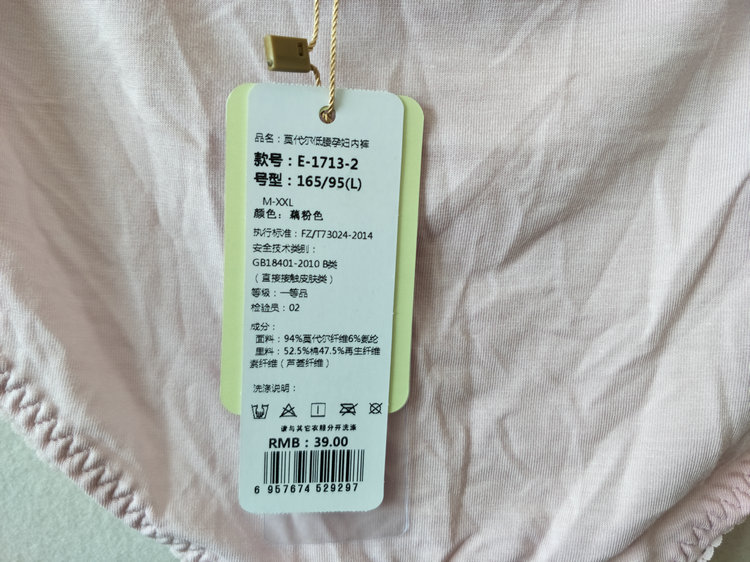 品名：莫代尔低腰孕妇内裤
款号：E-1713-2
号型：165/95(L)
M-XXL
颜色：藕粉色
执行标准：FZ/T73024-2014
安全技术类别：
GB18401-2010 B类
（直接接触皮肤类）
等级：一等品
检验员：02
成分：
面料：94%莫代尔纤维6%氨纶
里料：52.5%棉47.5%再生纤维
素纤维（芦荟纤维）
洗涤说明：
请与其它衣物分开洗涤
RMB：39.00
6 957674 529297